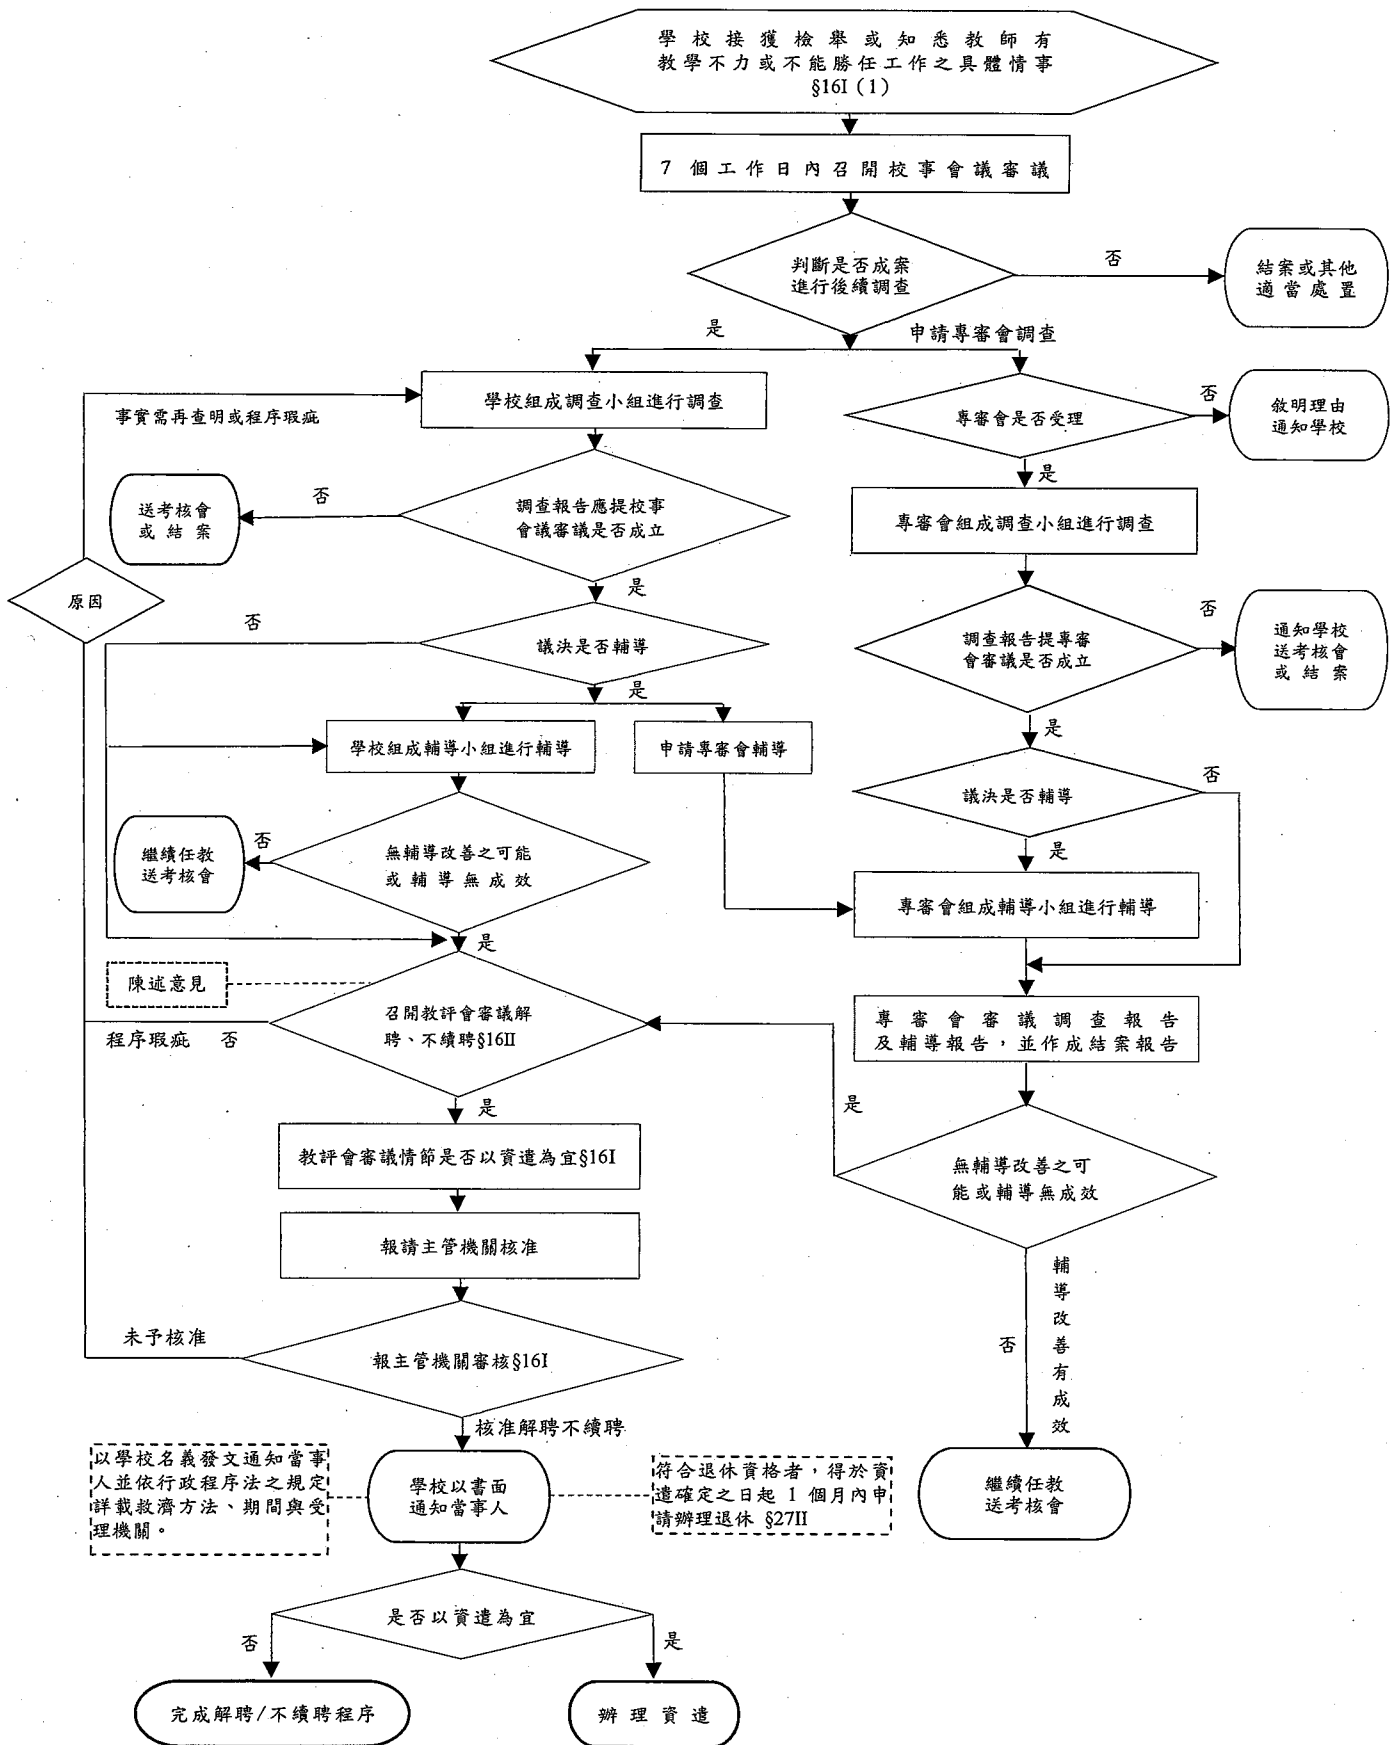 學校接獲檢舉或知悉教師有
教學不力或不能勝任工作之具體情事
§16I (1)
7 個工作日內召開校事會議審議
判斷是否成案
進行後續調查
否
結案或其他
適當處置
是
申請專審會調查
學校組成調查小組進行調查
事實需再查明或程序瑕疵
專審會是否受理
否
敘明理由
通知學校
是
送考核會
或結案
否
調查報告應提校事
會議審議是否成立
專審會組成調查小組進行調查
原因
是
否
議決是否輔導
調查報告提專審
會審議是否成立
否
通知學校
送考核會
或結案
是
學校組成輔導小組進行輔導
申請專審會輔導
是
議決是否輔導
否
繼續任教
送考核會
否
無輔導改善之可能
或輔導無成效
是
專審會組成輔導小組進行輔導
是
陳述意見
召開教評會審議解
聘、不續聘§16II
程序瑕疵 否
專審會審議調查報告
及輔導報告，並作成結案報告
是
是
教評會審議情節是否以資遣為宜§16I
無輔導改善之可
能或輔導無成效
報請主管機關核准
輔導改善有成效
否
未予核准
報主管機關審核§16I
核准解聘不續聘
以學校名義發文通知當事
人並依行政程序法之規定
詳載救濟方法、期間與受
理機關。
學校以書面
通知當事人
符合退休資格者，得於資
遣確定之日起 1 個月內申
請辦理退休 §27II
繼續任教
送考核會
是否以資遣為宜
否
是
完成解聘/不續聘程序
辦理資遣